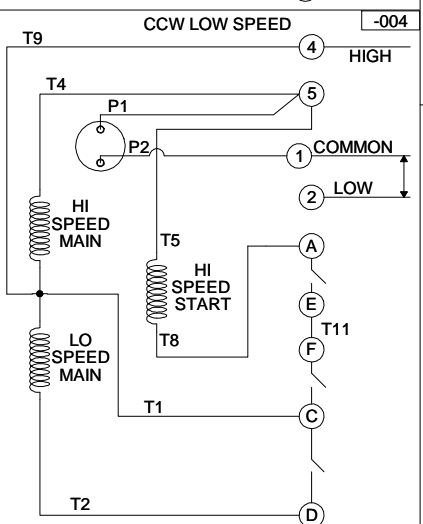 CCW LOW SPEED
-004
T9
4
HIGH
T4
5
P1
P2
1
COMMON
2
LOW
HI
SPEED
MAIN
T5
A
HI
SPEED
START
E
T11
F
T8
LO
SPEED
MAIN
T1
C
T2
D